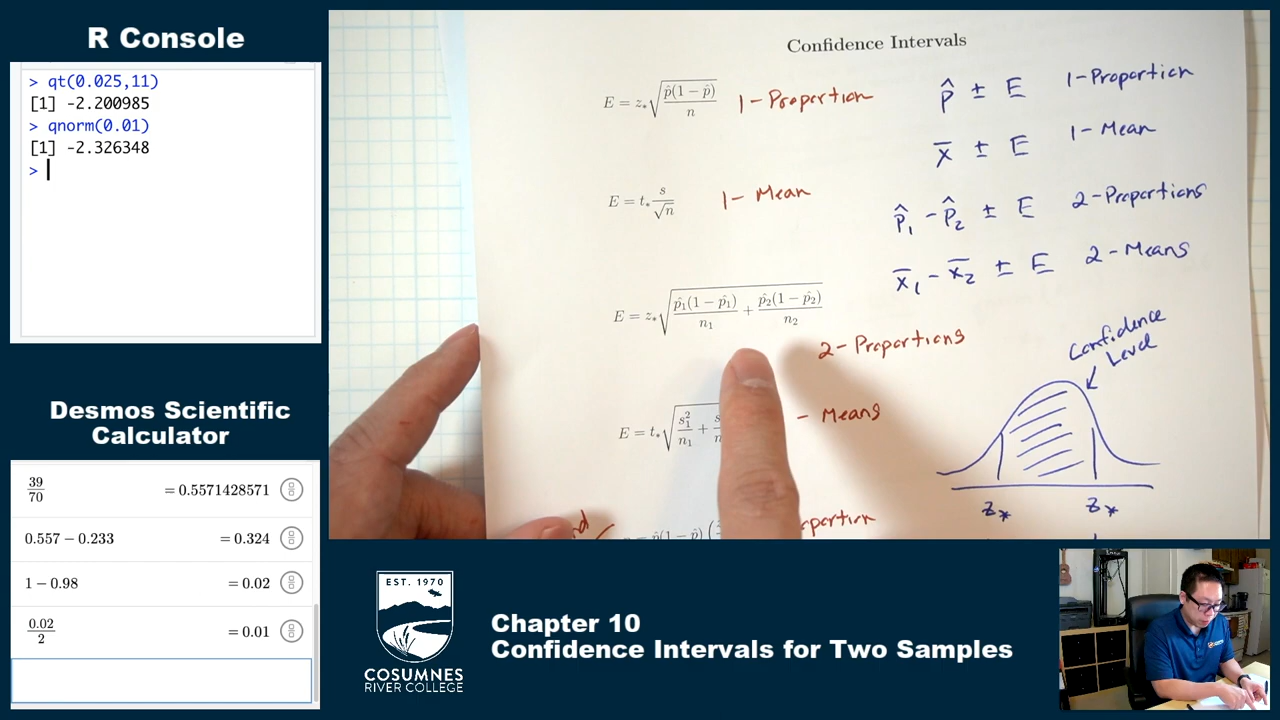 R Console
> qt(0.025,11)
[1] -2.200985
> qnorm(0.01)
[1] -2.326348
>
Desmos Scientific
Calculator
39/70 = 0.5571428571
0.557 − 0.233 = 0.324
1 − 0.98 = 0.02
0.02/2 = 0.01
Confidence Intervals
E = z* √(p̂(1 − p̂)/n) 1-Proportion
E = t* s/√n 1- Mean
E = z* √(p̂1(1 − p̂1)/n1 + p̂2(1 − p̂2)/n2)
2-Proportions
E = t* √(s1²/n1 + s
- Means
p̂ ± E 1-Proportion
x̄ ± E 1-Mean
p̂1 - p̂2 ± E 2-Proportions
x̄1 - x̄2 ± E 2-Means
Confidence
Level
z* z*
EST. 1970
COSUMNES
RIVER COLLEGE
Chapter 10
Confidence Intervals for Two Samples